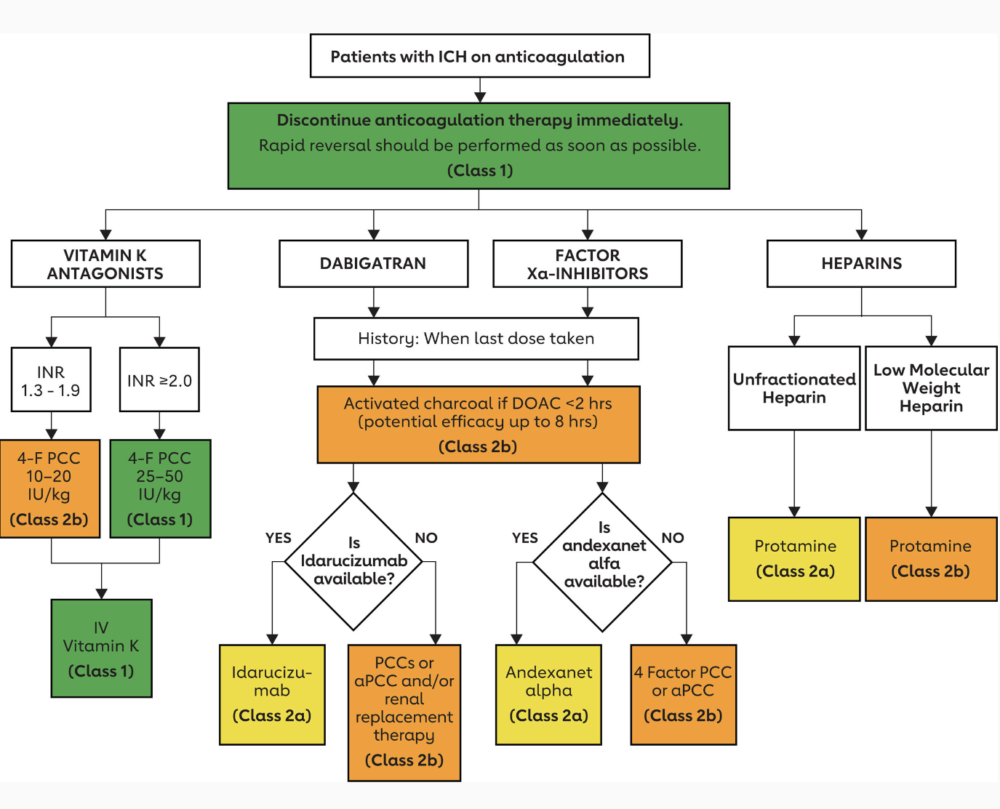 Patients with ICH on anticoagulation
Discontinue anticoagulation therapy immediately.
Rapid reversal should be performed as soon as possible.
(Class 1)
VITAMIN K
ANTAGONISTS
DABIGATRAN
FACTOR
Xa-INHIBITORS
HEPARINS
History: When last dose taken
INR
1.3 - 1.9
INR ≥2.0
Unfractionated
Heparin
Low Molecular
Weight
Heparin
Activated charcoal if DOAC <2 hrs
(potential efficacy up to 8 hrs)
(Class 2b)
4-F PCC
10–20
IU/kg
(Class 2b)
4-F PCC
25–50
IU/kg
(Class 1)
YES
Is
Idarucizumab
available?
NO
YES
Is
andexanet
alfa
available?
NO
Protamine
(Class 2a)
Protamine
(Class 2b)
IV
Vitamin K
(Class 1)
Idarucizu-
mab
(Class 2a)
PCCs or
aPCC and/or
renal
replacement
therapy
(Class 2b)
Andexanet
alpha
(Class 2a)
4 Factor PCC
or aPCC
(Class 2b)